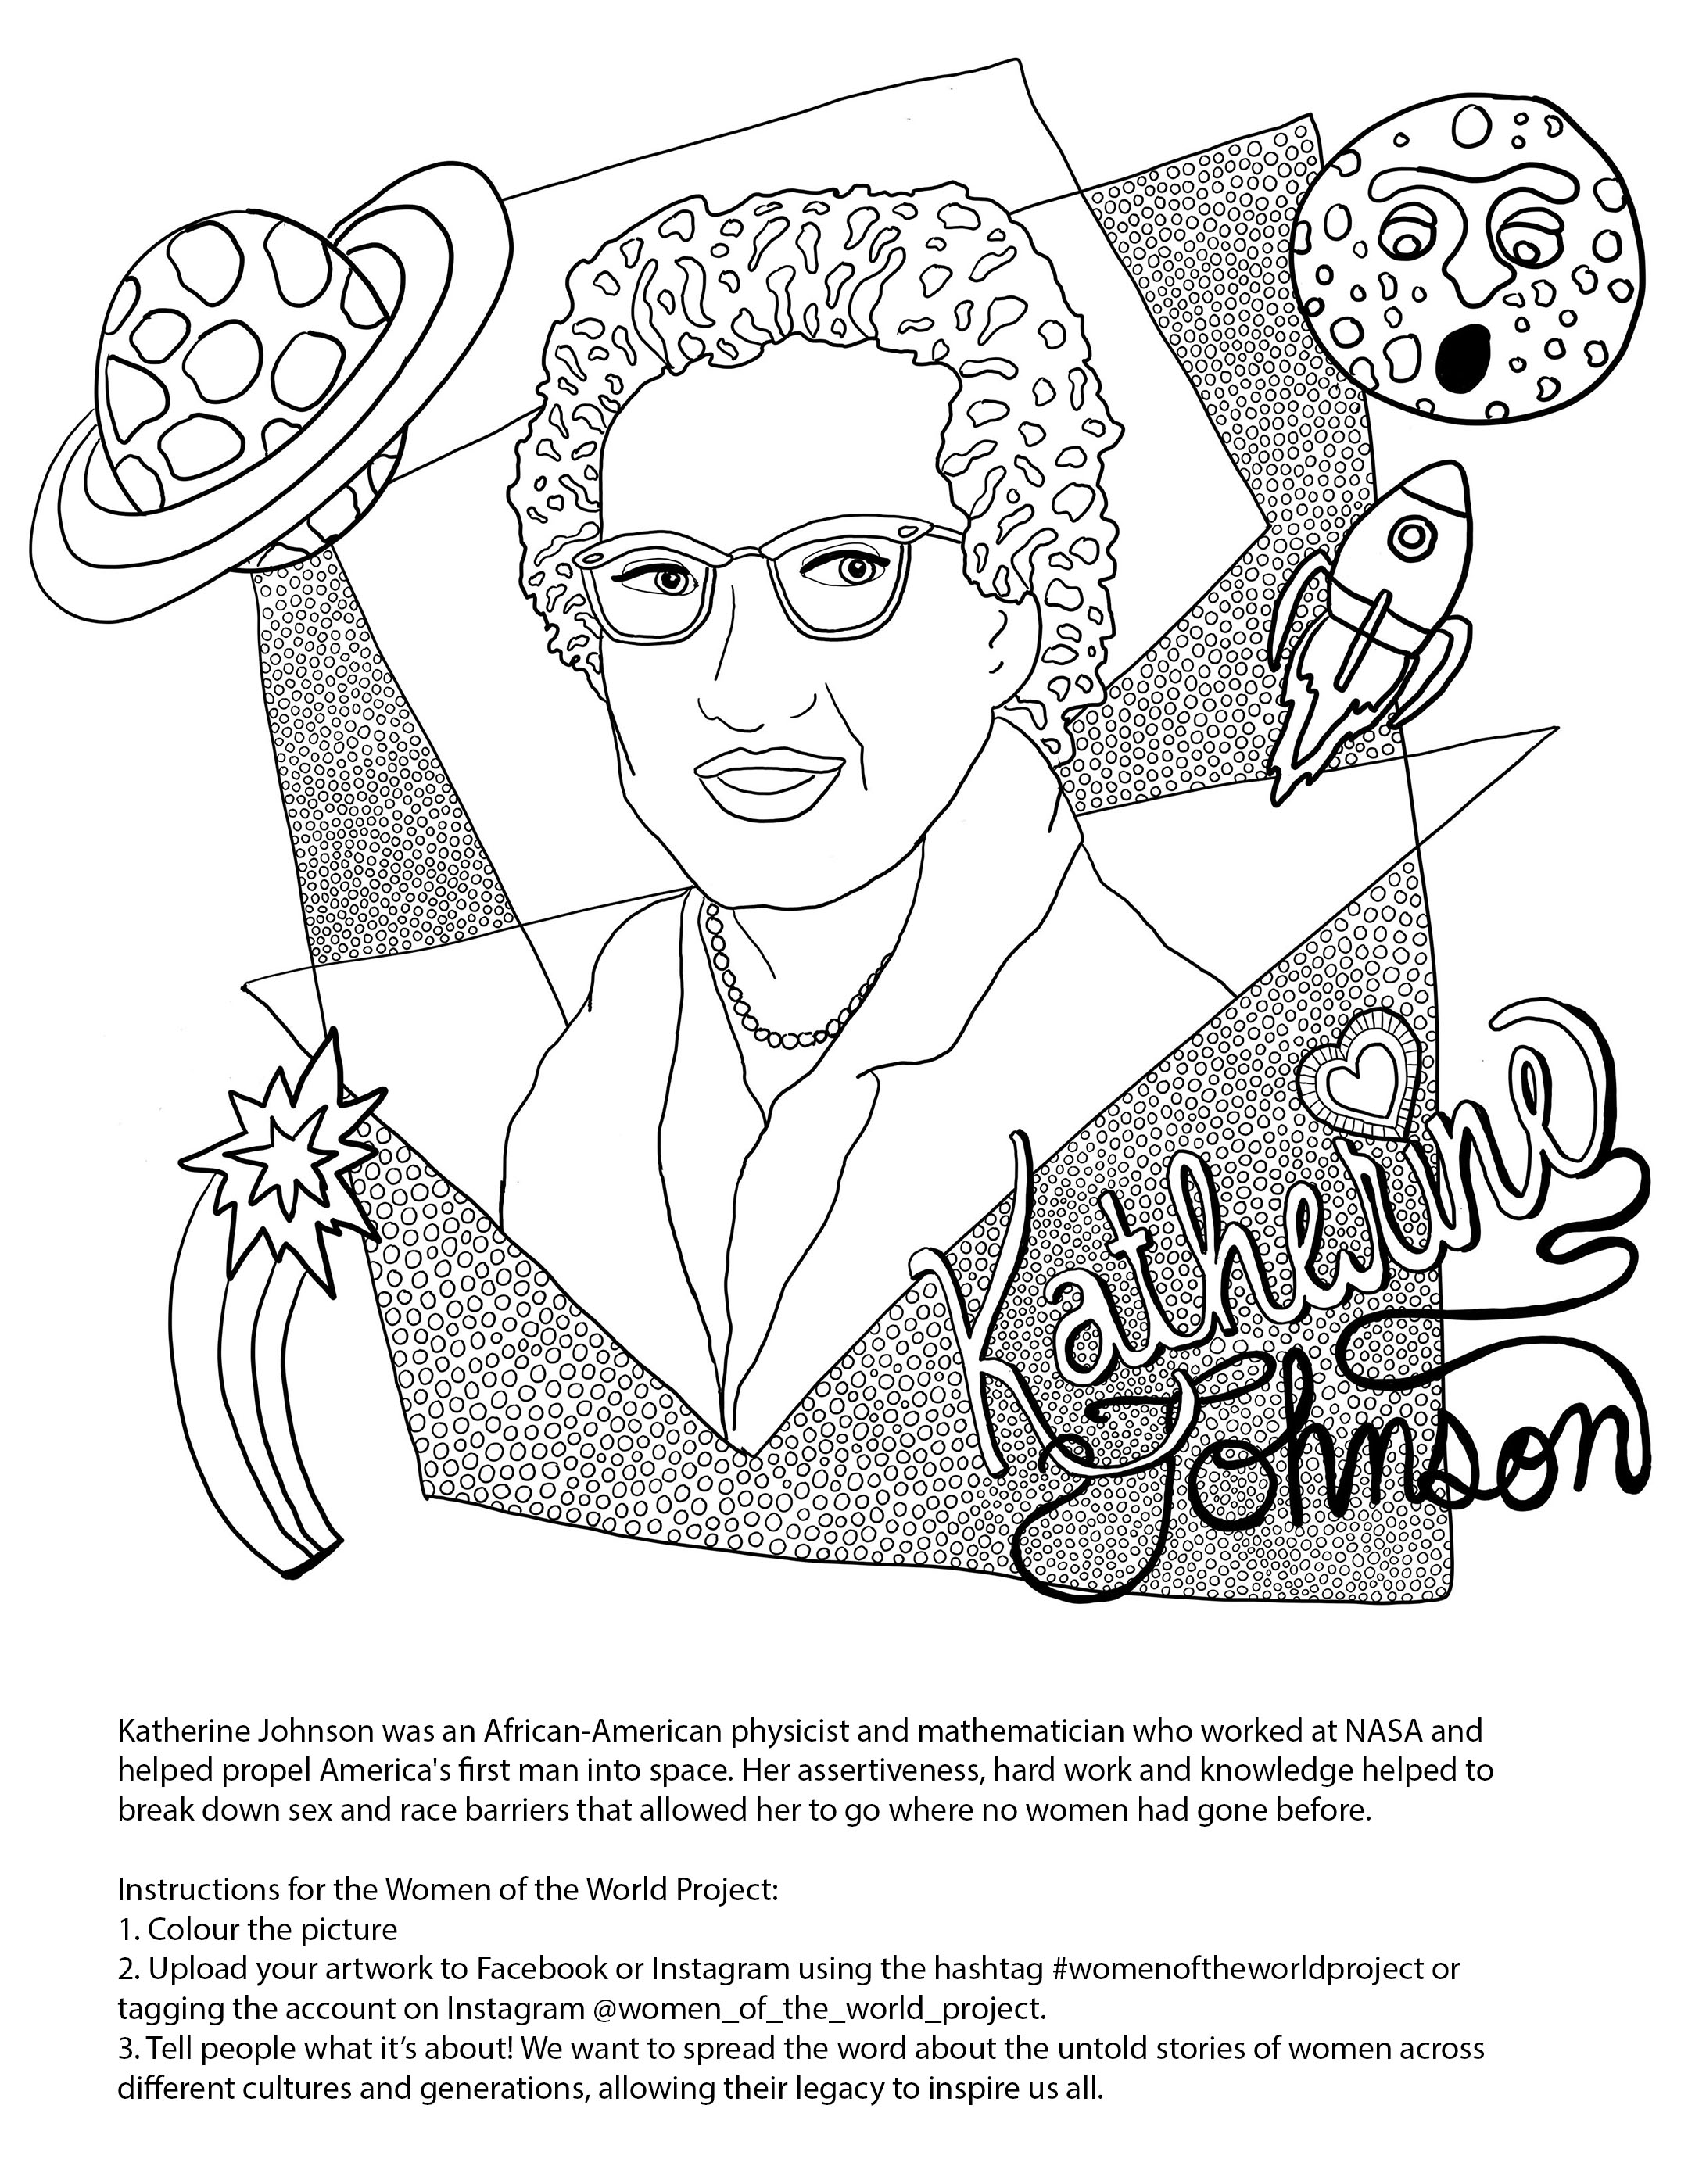 Katherine
Johnson
Katherine Johnson was an African-American physicist and mathematician who worked at NASA and
helped propel America's first man into space. Her assertiveness, hard work and knowledge helped to
break down sex and race barriers that allowed her to go where no women had gone before.
Instructions for the Women of the World Project:
1. Colour the picture
2. Upload your artwork to Facebook or Instagram using the hashtag #womenoftheworldproject or
tagging the account on Instagram @women_of_the_world_project.
3. Tell people what it’s about! We want to spread the word about the untold stories of women across
different cultures and generations, allowing their legacy to inspire us all.